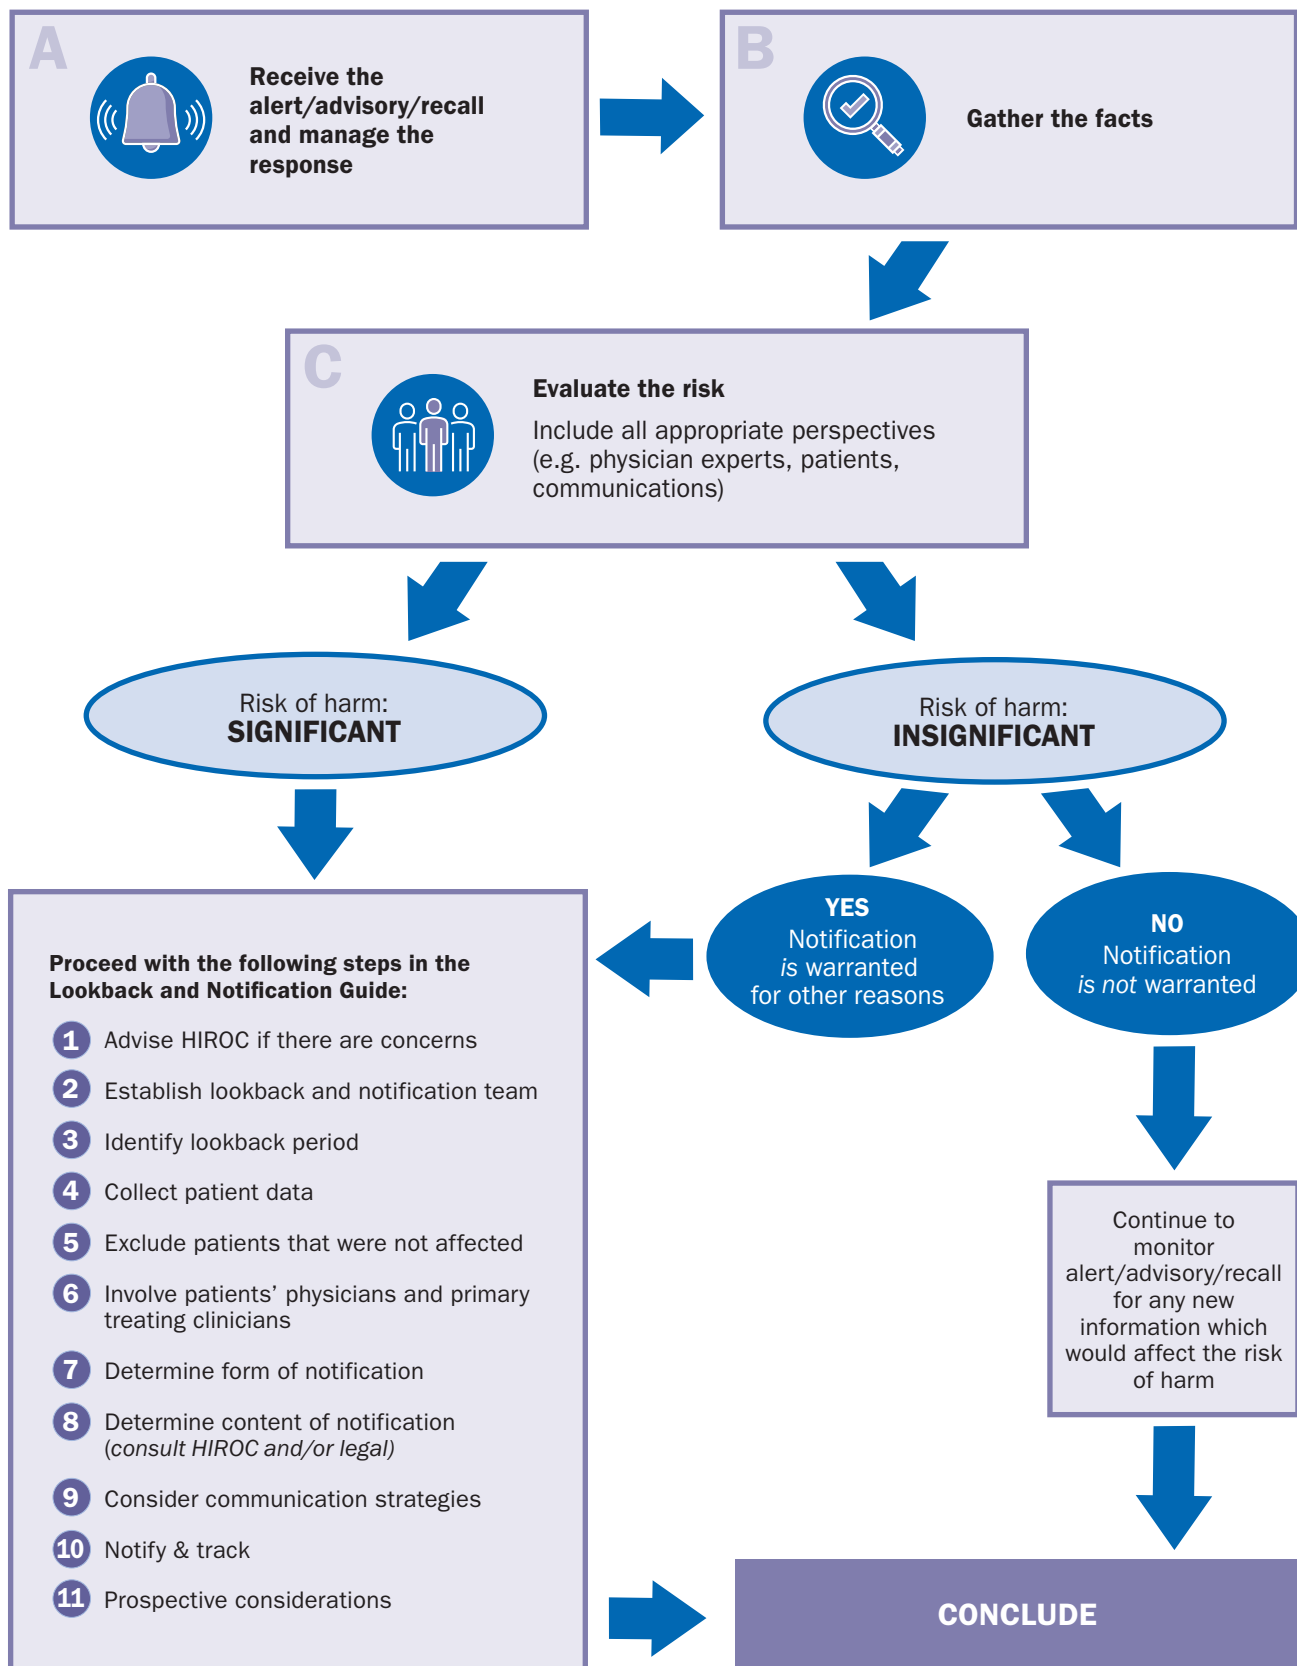 A
Receive the
alert/advisory/recall
and manage the
response
B
Gather the facts
C
Evaluate the risk
Include all appropriate perspectives
(e.g. physician experts, patients,
communications)
Risk of harm:
SIGNIFICANT
Risk of harm:
INSIGNIFICANT
YES
Notification
is warranted
for other reasons
NO
Notification
is not warranted
Proceed with the following steps in the
Lookback and Notification Guide:
1 Advise HIROC if there are concerns
2 Establish lookback and notification team
3 Identify lookback period
4 Collect patient data
5 Exclude patients that were not affected
6 Involve patients’ physicians and primary
treating clinicians
7 Determine form of notification
8 Determine content of notification
(consult HIROC and/or legal)
9 Consider communication strategies
10 Notify & track
11 Prospective considerations
Continue to
monitor
alert/advisory/recall
for any new
information which
would affect the risk
of harm
CONCLUDE